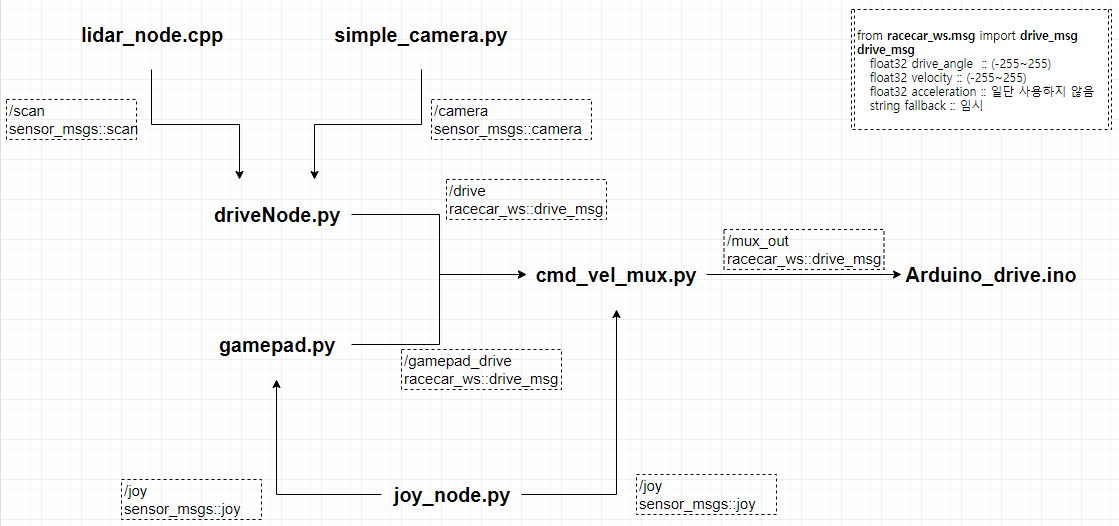 lidar_node.cpp
simple_camera.py
from racecar_ws.msg import drive_msg
drive_msg
float32 drive_angle :: (-255~255)
float32 velocity :: (-255~255)
float32 acceleration :: 일단 사용하지 않음
string fallback :: 임시
/scan
sensor_msgs::scan
/camera
sensor_msgs::camera
driveNode.py
/drive
racecar_ws::drive_msg
cmd_vel_mux.py
/mux_out
racecar_ws::drive_msg
Arduino_drive.ino
gamepad.py
/gamepad_drive
racecar_ws::drive_msg
/joy
sensor_msgs::joy
joy_node.py
/joy
sensor_msgs::joy